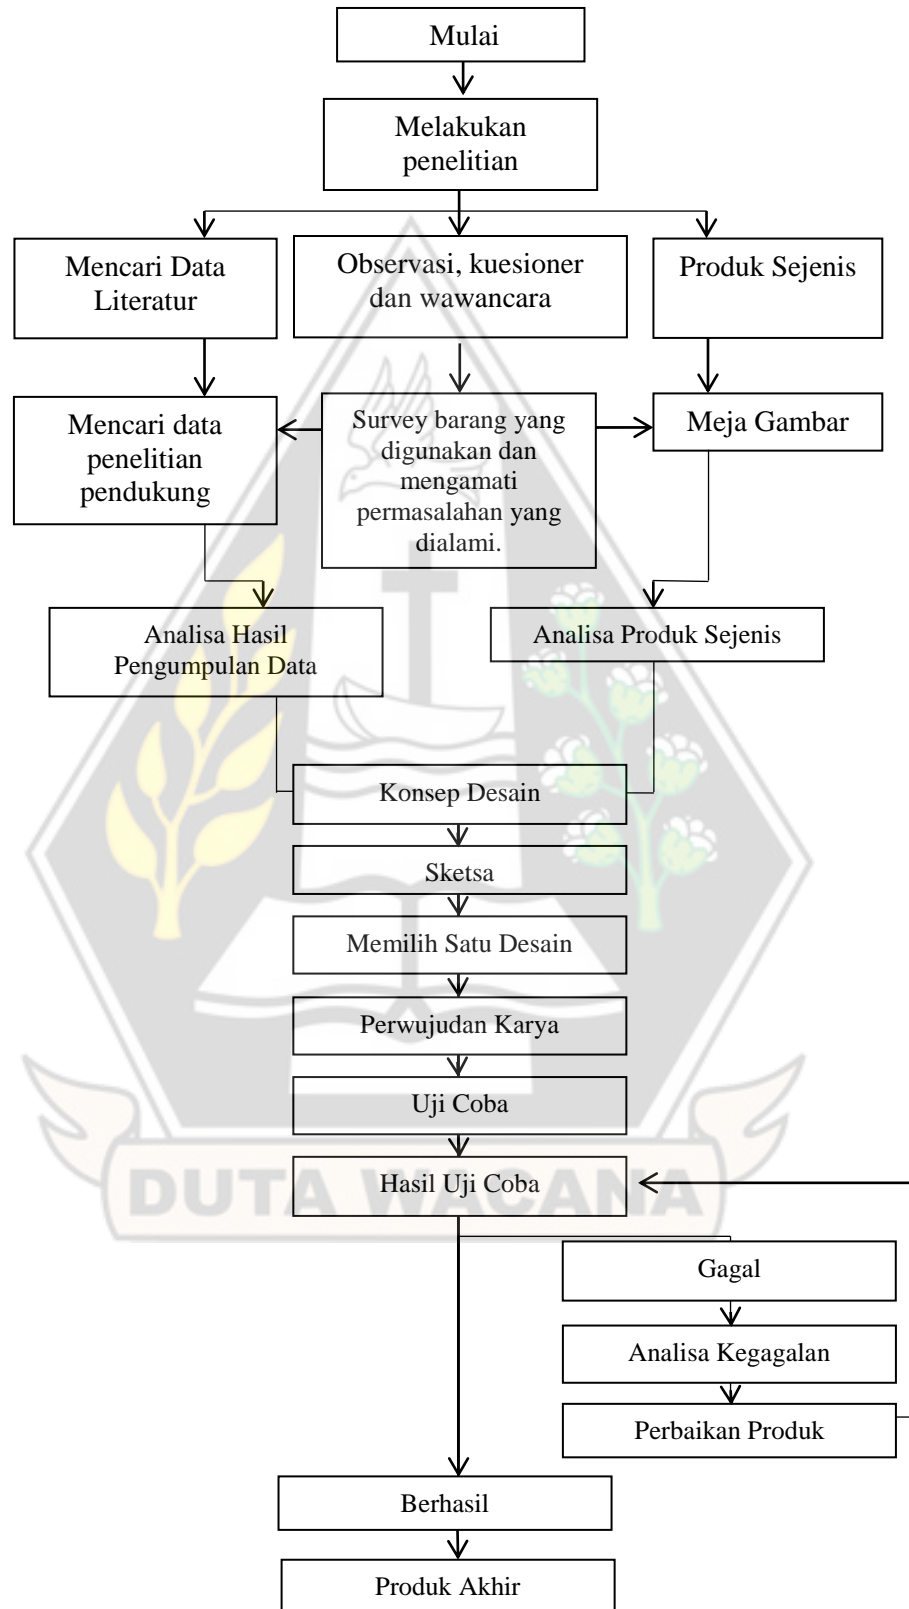 Mulai
Melakukan
penelitian
Mencari Data
Literatur
Observasi, kuesioner
dan wawancara
Produk Sejenis
Mencari data
penelitian
pendukung
Survey barang yang
digunakan dan
mengamati
permasalahan yang
dialami.
Meja Gambar
Analisa Hasil
Pengumpulan Data
Analisa Produk Sejenis
Konsep Desain
Sketsa
Memilih Satu Desain
Perwujudan Karya
Uji Coba
Hasil Uji Coba
DUTA WACANA
Gagal
Analisa Kegagalan
Perbaikan Produk
Berhasil
Produk Akhir